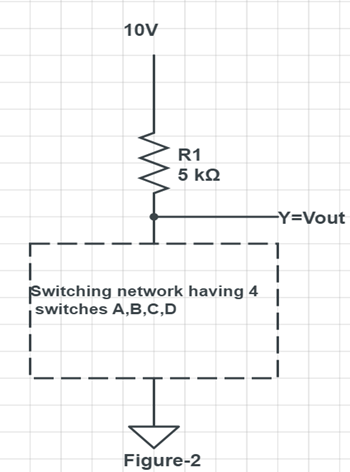 10V
R1
5 kΩ
Y=Vout
Switching network having 4
switches A,B,C,D
Figure-2